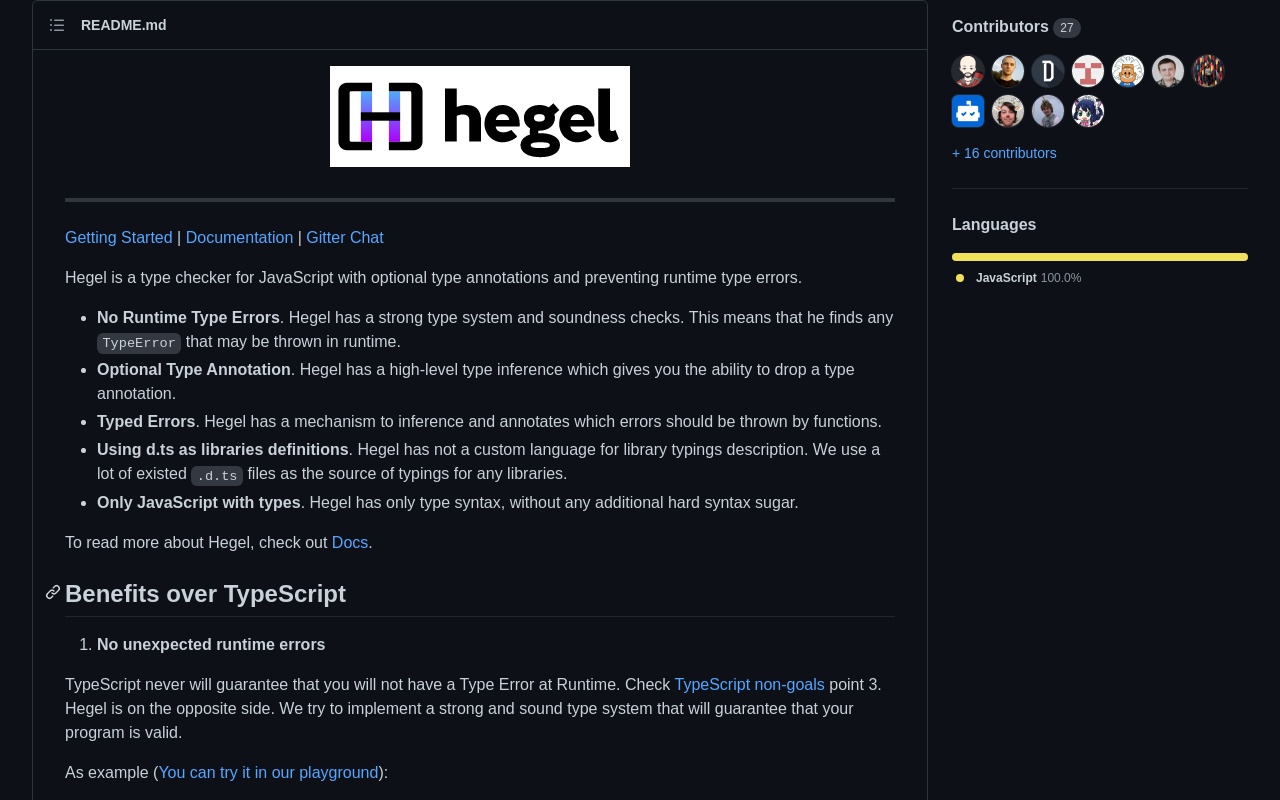 README.md
hegel
Getting Started | Documentation | Gitter Chat
Hegel is a type checker for JavaScript with optional type annotations and preventing runtime type errors.
No Runtime Type Errors. Hegel has a strong type system and soundness checks. This means that he finds any
TypeError that may be thrown in runtime.
Optional Type Annotation. Hegel has a high-level type inference which gives you the ability to drop a type
annotation.
Typed Errors. Hegel has a mechanism to inference and annotates which errors should be thrown by functions.
Using d.ts as libraries definitions. Hegel has not a custom language for library typings description. We use a
lot of existed .d.ts files as the source of typings for any libraries.
Only JavaScript with types. Hegel has only type syntax, without any additional hard syntax sugar.
To read more about Hegel, check out Docs.
Benefits over TypeScript
1. No unexpected runtime errors
TypeScript never will guarantee that you will not have a Type Error at Runtime. Check TypeScript non-goals point 3.
Hegel is on the opposite side. We try to implement a strong and sound type system that will guarantee that your
program is valid.
As example (You can try it in our playground):
Contributors 27
+ 16 contributors
Languages
JavaScript 100.0%